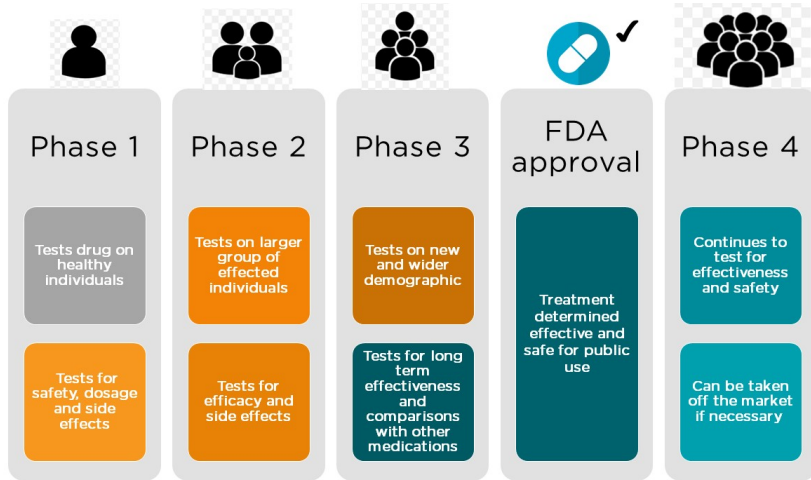 Phase 1
Tests drug on
healthy
individuals
Tests for
safety, dosage
and side
effects
Phase 2
Tests on larger
group of
effected
individuals
Tests for
efficacy and
side effects
Phase 3
Tests on new
and wider
demographic
Tests for long
term
effectiveness
and
comparisons
with other
medications
FDA
approval
Treatment
determined
effective and
safe for public
use
Phase 4
Continues to
test for
effectiveness
and safety
Can be taken
off the market
if necessary